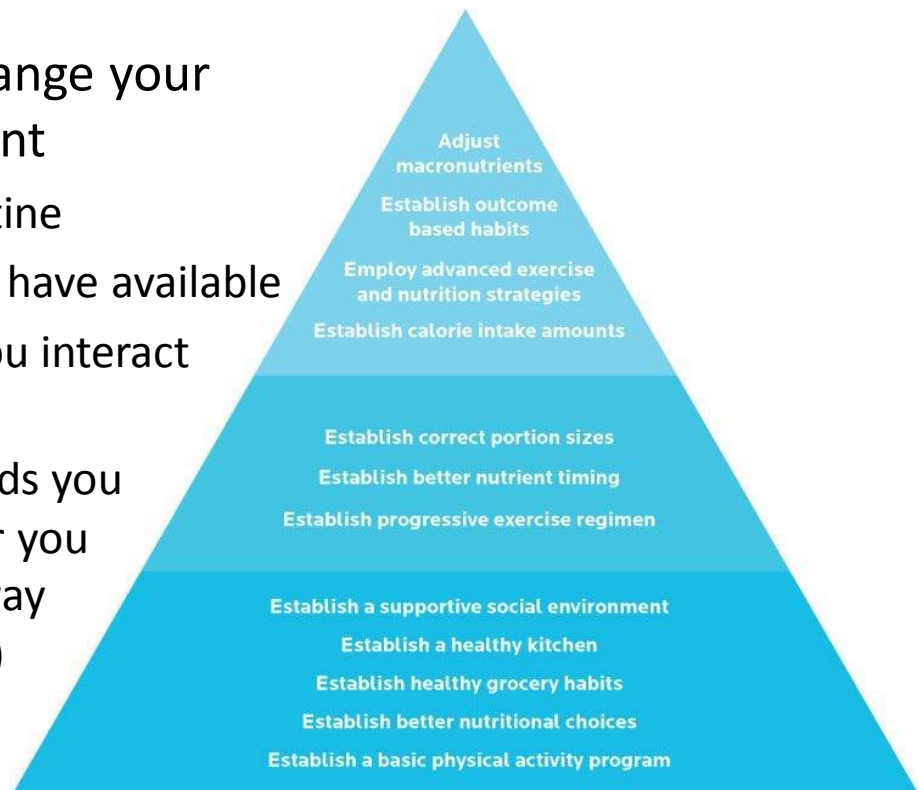 ange your
nt
tine
have available
ou interact
ds you
r you
ray
)
Adjust
macronutrients
Establish outcome
based habits
Employ advanced exercise
and nutrition strategies
Establish calorie intake amounts
Establish correct portion sizes
Establish better nutrient timing
Establish progressive exercise regimen
Establish a supportive social environment
Establish a healthy kitchen
Establish healthy grocery habits
Establish better nutritional choices
Establish a basic physical activity program